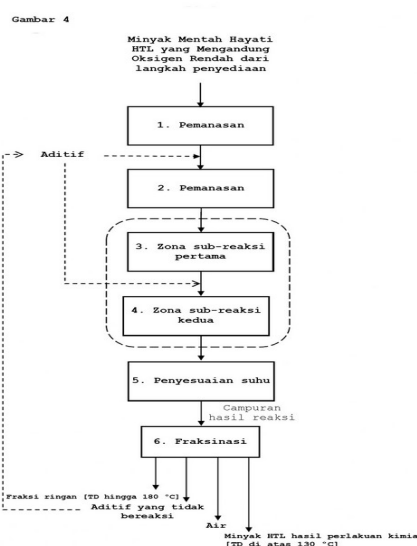 Gambar 4
Minyak Mentah Hayati
HTL yang Mengandung
Oksigen Rendah dari
langkah penyediaan
1. Pemanasan
Aditif
2. Pemanasan
3. Zona sub-reaksi
pertama
4. Zona sub-reaksi
kedua
5. Penyesuaian suhu
Campuran
hasil reaksi
6. Fraksinasi
Fraksi ringan [TD hingga 180 °C]
Aditif yang tidak
bereaksi
Air
Minyak HTL hasil perlakuan kimia
[TD di atas 130 °C]